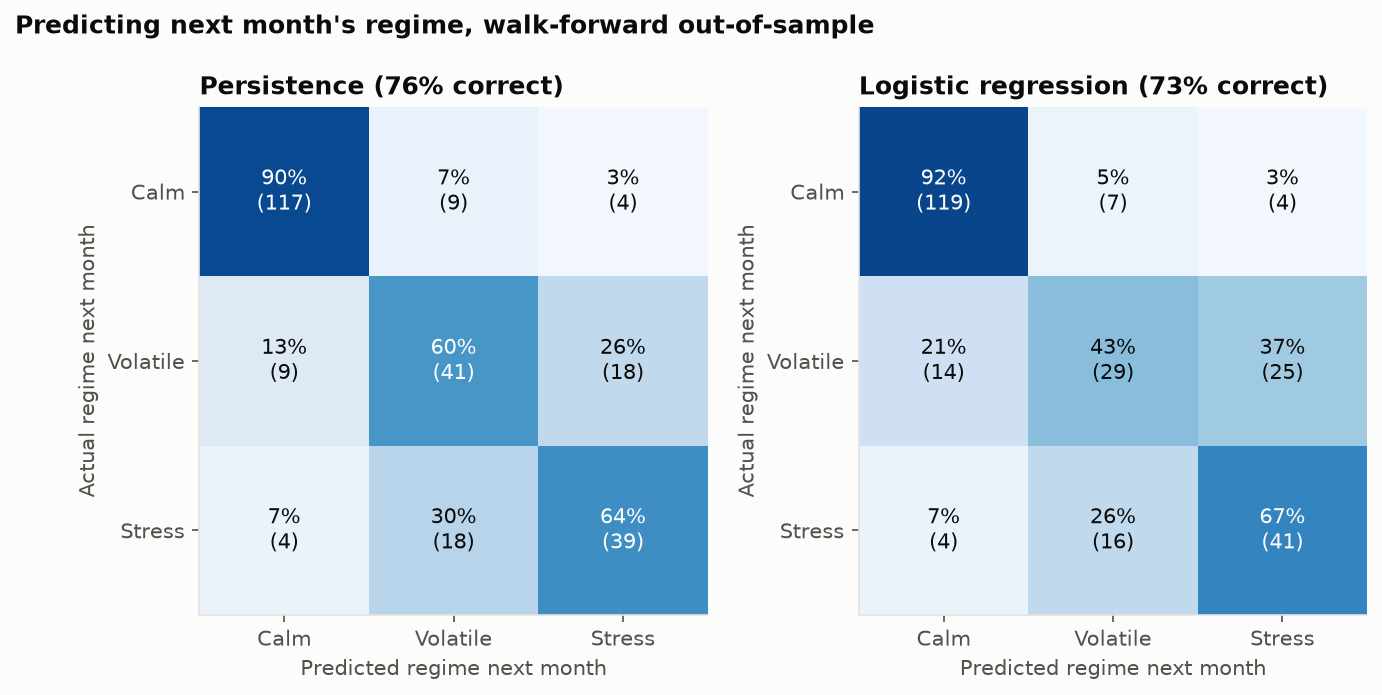 Predicting next month's regime, walk-forward out-of-sample
Persistence (76% correct)
Actual regime next month
Calm
90%
(117)
7%
(9)
3%
(4)
Volatile
13%
(9)
60%
(41)
26%
(18)
Stress
7%
(4)
30%
(18)
64%
(39)
Calm
Volatile
Stress
Predicted regime next month
Logistic regression (73% correct)
Actual regime next month
Calm
92%
(119)
5%
(7)
3%
(4)
Volatile
21%
(14)
43%
(29)
37%
(25)
Stress
7%
(4)
26%
(16)
67%
(41)
Calm
Volatile
Stress
Predicted regime next month